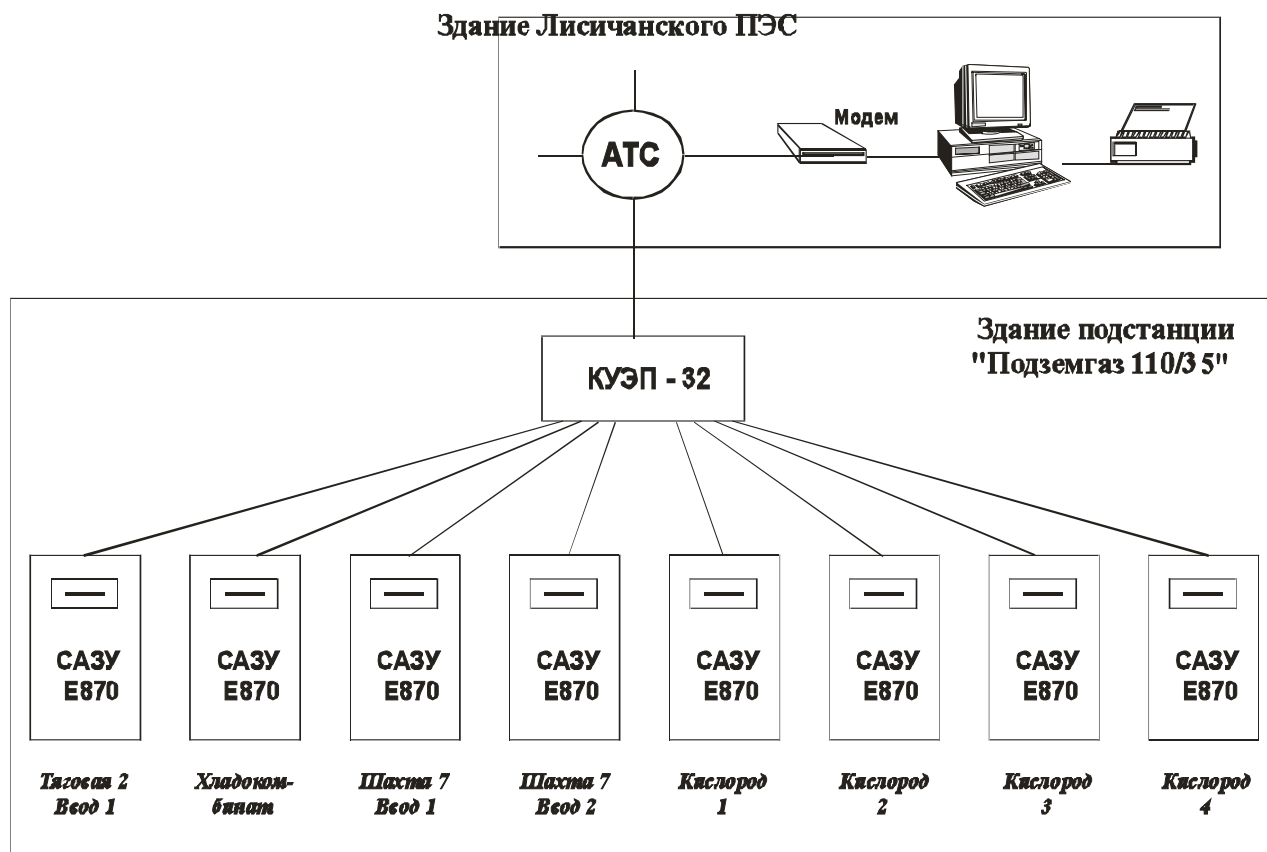 Здание Лисичанского ПЭС
Модем
АТС
Здание подстанции
"Подземгаз 110/35"
КУЭП - 32
САЗУ
Е870
САЗУ
Е870
САЗУ
Е870
САЗУ
Е870
САЗУ
Е870
САЗУ
Е870
САЗУ
Е870
САЗУ
Е870
Тяговая 2
Ввод 1
Хладоком-
бинат
Шахта 7
Ввод 1
Шахта 7
Ввод 2
Кислород
1
Кислород
2
Кислород
3
Кислород
4